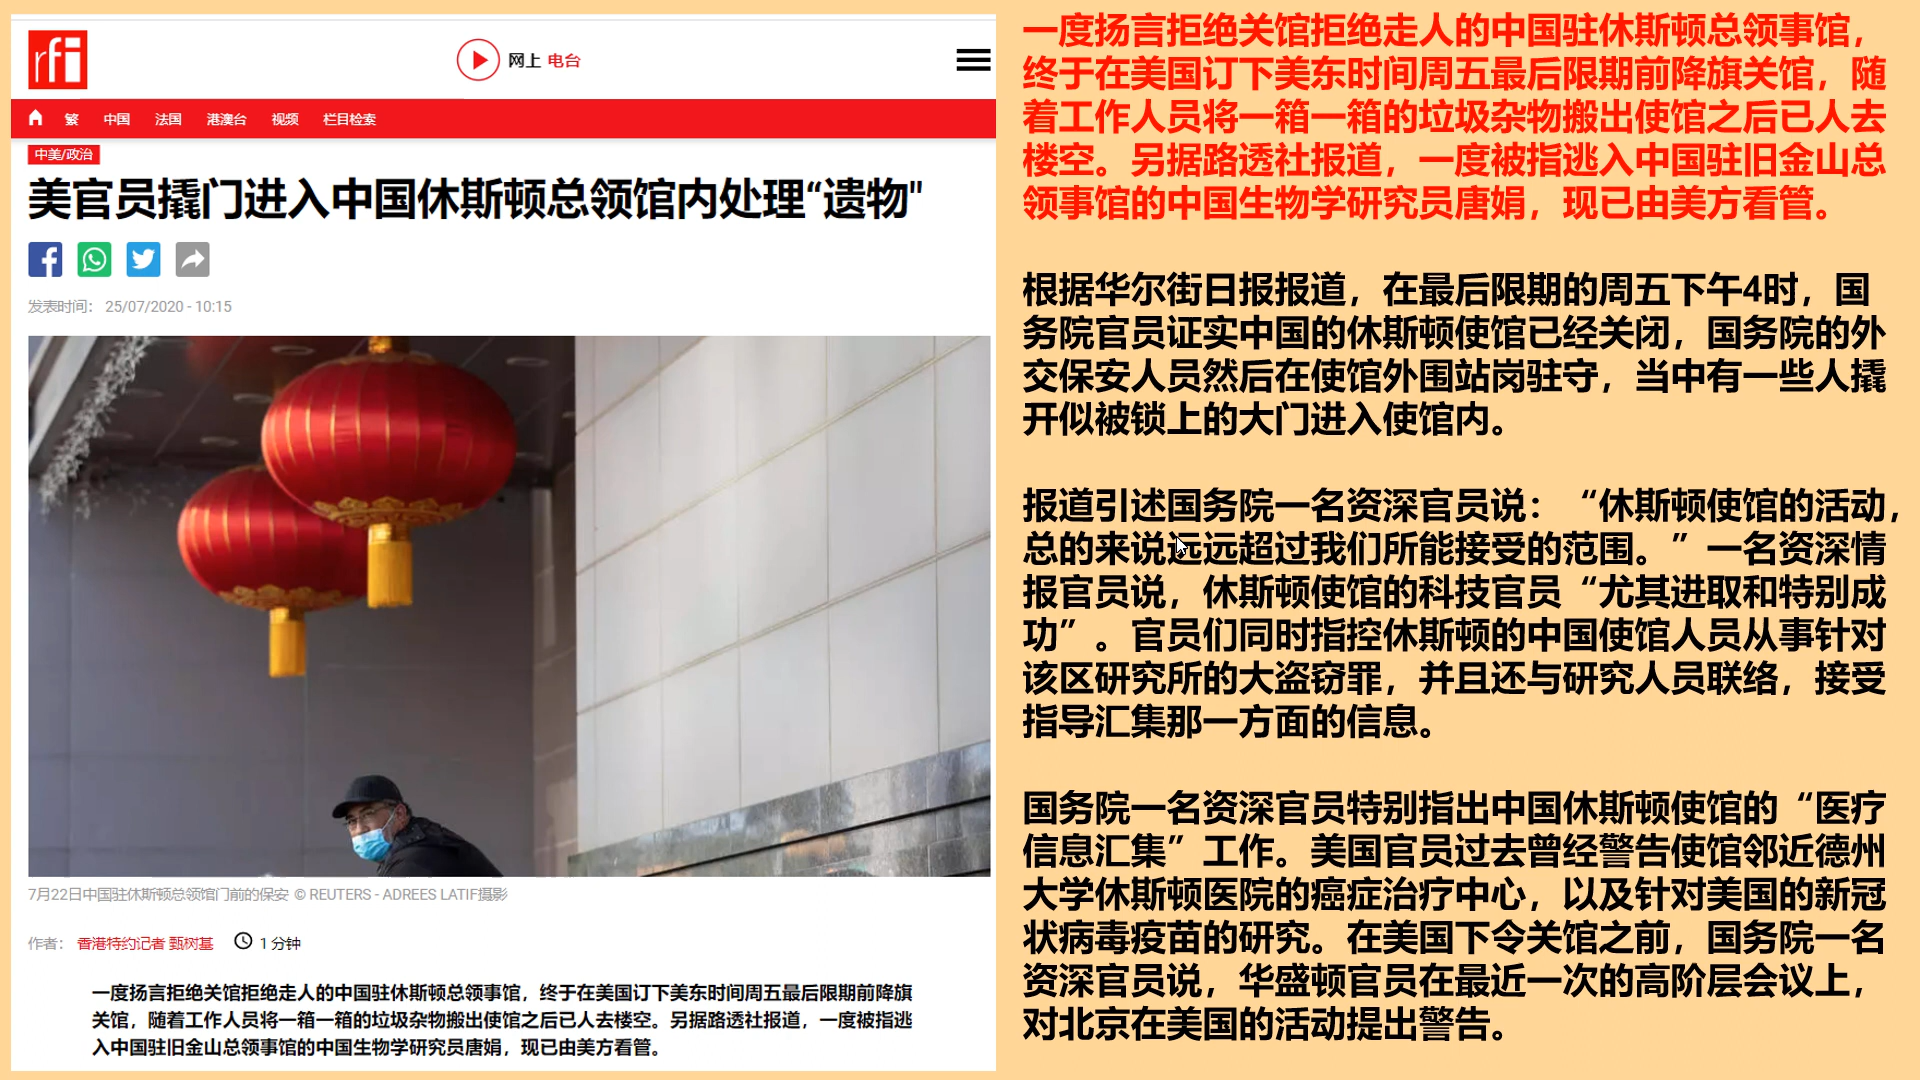 rfi
网上 电台
繁 中国 法国 港澳台 视频 栏目检索
中美/政治
美官员撬门进入中国休斯顿总领馆内处理“遗物"
发表时间： 25/07/2020 - 10:15
7月22日中国驻休斯顿总领馆门前的保安 © REUTERS - ADREES LATIF摄影
作者： 香港特约记者 甄树基 1 分钟
一度扬言拒绝关馆拒绝走人的中国驻休斯顿总领事馆，终于在美国订下美东时间周五最后限期前降旗
关馆，随着工作人员将一箱一箱的垃圾杂物搬出使馆之后已人去楼空。另据路透社报道，一度被指逃
入中国驻旧金山总领事馆的中国生物学研究员唐娟，现已由美方看管。
一度扬言拒绝关馆拒绝走人的中国驻休斯顿总领事馆，
终于在美国订下美东时间周五最后限期前降旗关馆，随
着工作人员将一箱一箱的垃圾杂物搬出使馆之后已人去
楼空。另据路透社报道，一度被指逃入中国驻旧金山总
领事馆的中国生物学研究员唐娟，现已由美方看管。
根据华尔街日报报道，在最后限期的周五下午4时，国
务院官员证实中国的休斯顿使馆已经关闭，国务院的外
交保安人员然后在使馆外围站岗驻守，当中有一些人撬
开似被锁上的大门进入使馆内。
报道引述国务院一名资深官员说：“休斯顿使馆的活动，
总的来说远远超过我们所能接受的范围。”一名资深情
报官员说，休斯顿使馆的科技官员“尤其进取和特别成
功”。官员们同时指控休斯顿的中国使馆人员从事针对
该区研究所的大盗窃罪，并且还与研究人员联络，接受
指导汇集那一方面的信息。
国务院一名资深官员特别指出中国休斯顿使馆的“医疗
信息汇集”工作。美国官员过去曾经警告使馆邻近德州
大学休斯顿医院的癌症治疗中心，以及针对美国的新冠
状病毒疫苗的研究。在美国下令关馆之前，国务院一名
资深官员说，华盛顿官员在最近一次的高阶层会议上，
对北京在美国的活动提出警告。